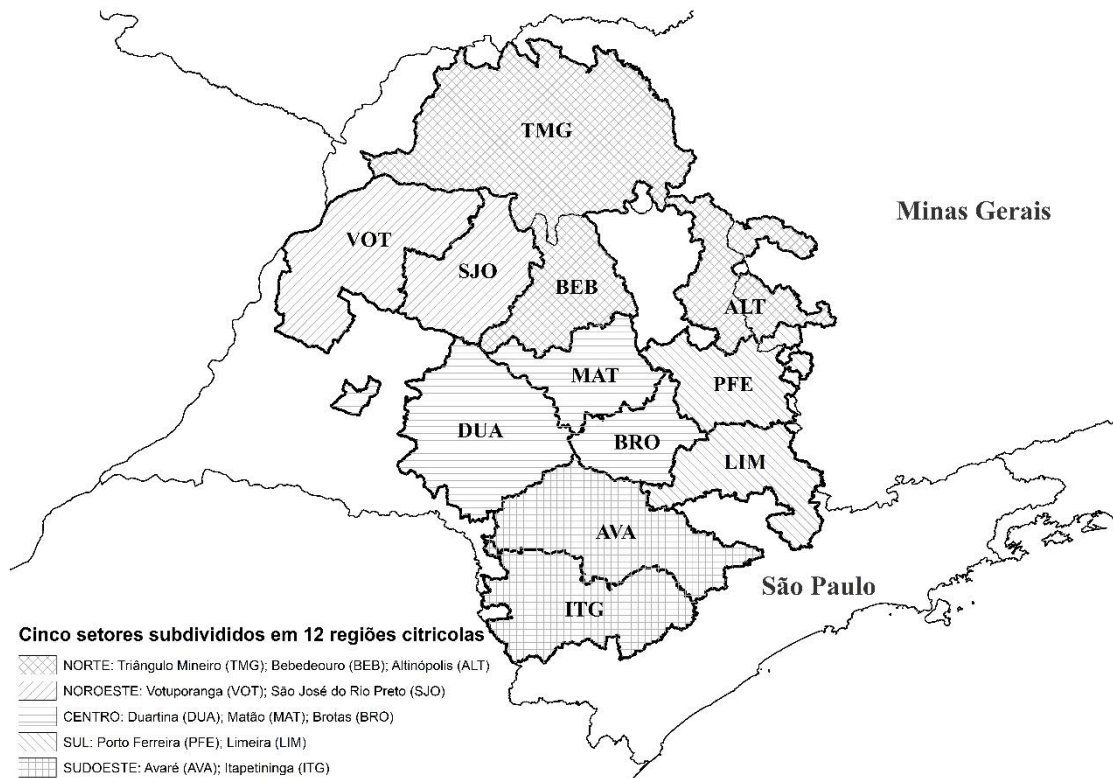 TMG
Minas Gerais
VOT
SJO
BEB
ALT
MAT
PFE
DUA
BRO
LIM
AVA
São Paulo
ITG
Cinco setores subdivididos em 12 regiões citricolas
NORTE: Triângulo Mineiro (TMG); Bebedeouro (BEB); Altinópolis (ALT)
NOROESTE: Votuporanga (VOT); São José do Rio Preto (SJO)
CENTRO: Duartina (DUA); Matão (MAT); Brotas (BRO)
SUL: Porto Ferreira (PFE); Limeira (LIM)
SUDOESTE: Avaré (AVA); Itapetininga (ITG)